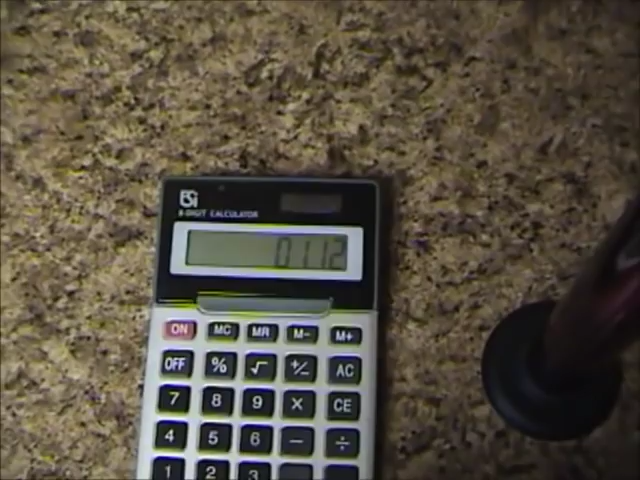 ESi
8-DIGIT CALCULATOR
0.112
ON MC MR M- M+
OFF % √ +/- AC
7 8 9 X CE
4 5 6 - ÷
1 2 3